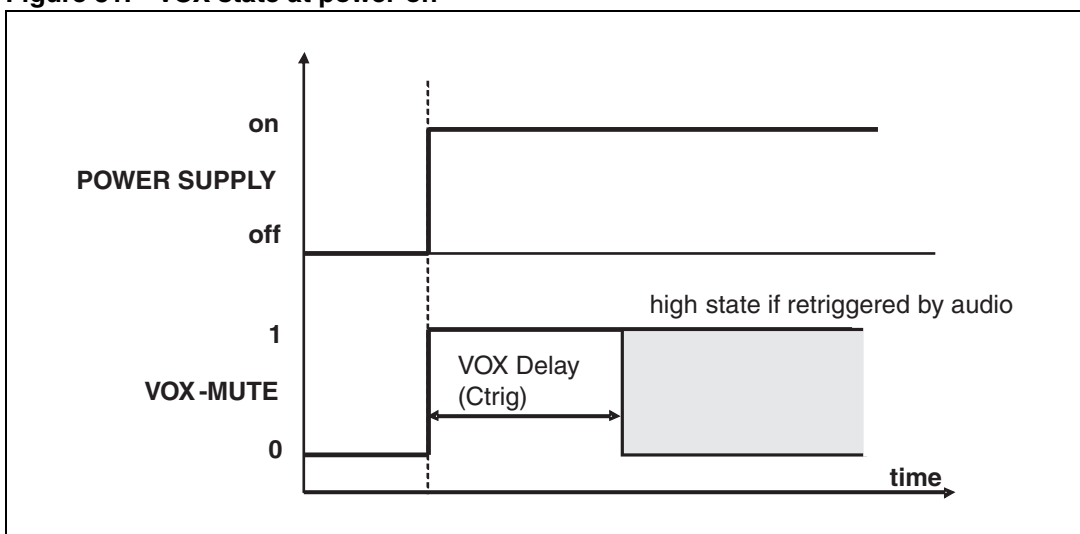 on
POWER SUPPLY
off
high state if retriggered by audio
1
VOX Delay
(Ctrig)
VOX-MUTE
0
time